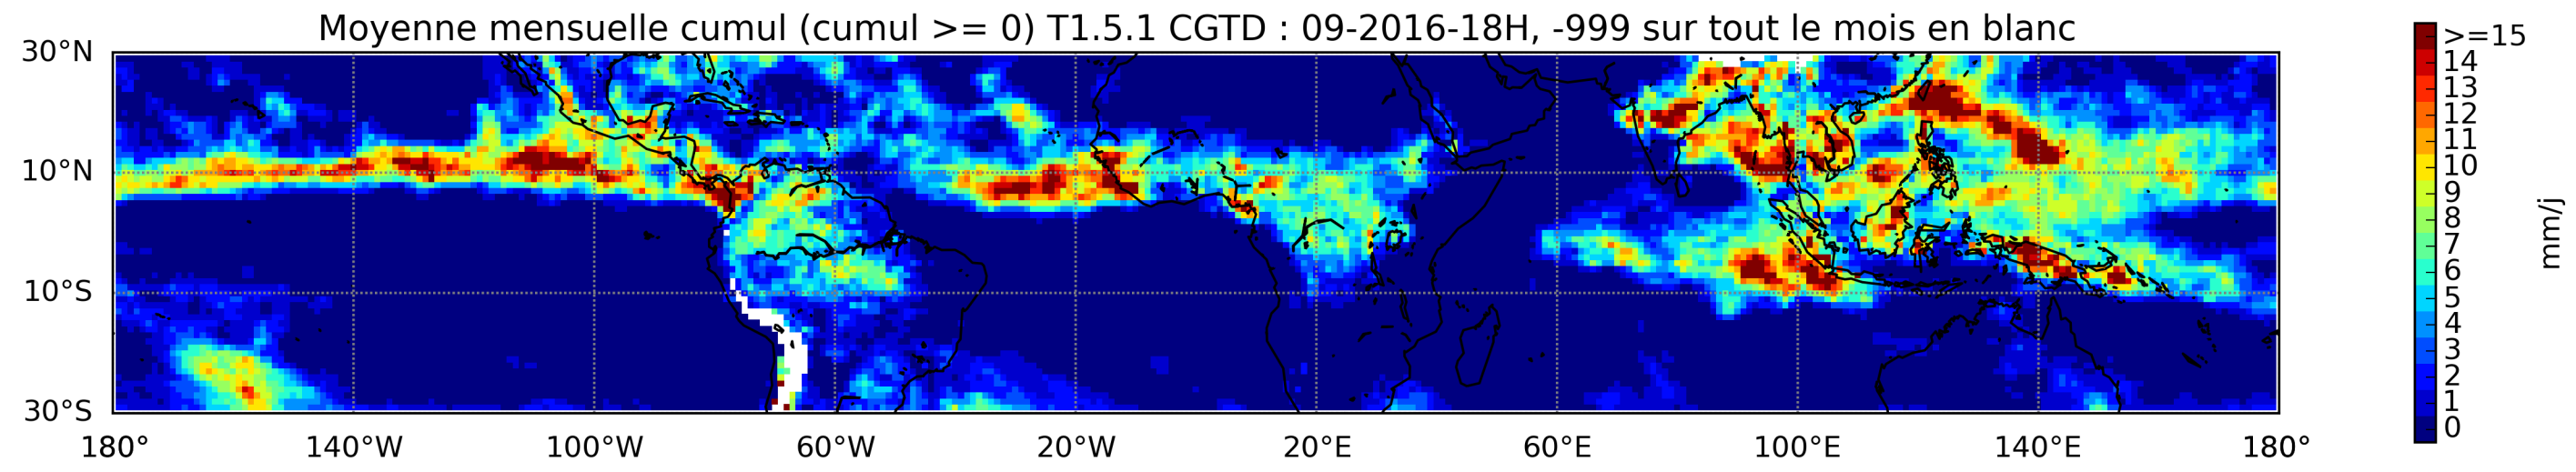 Moyenne mensuelle cumul (cumul >= 0) T1.5.1 CGTD : 09-2016-18H, -999 sur tout le mois en blanc
30°N
10°N
10°S
30°S
180° 140°W 100°W 60°W 20°W 20°E 60°E 100°E 140°E 180°
>=15
14
13
12
11
10
9
8
7
6
5
4
3
2
1
0
mm/j